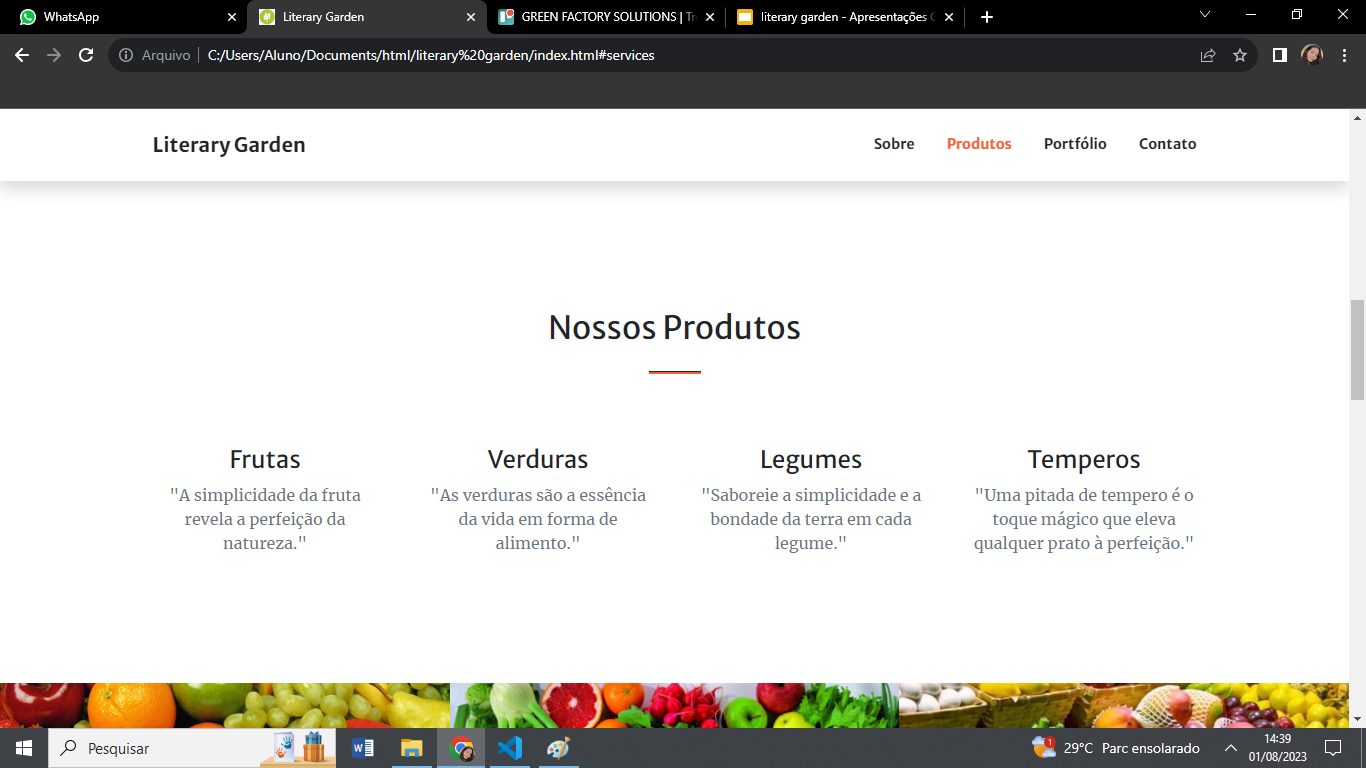 WhatsApp
Literary Garden
GREEN FACTORY SOLUTIONS |
literary garden - Apresentações
Arquivo
C:/Users/Aluno/Documents/html/literary%20garden/index.html#services
Literary Garden
Sobre
Produtos
Portfólio
Contato
Nossos Produtos
Frutas
"A simplicidade da fruta
revela a perfeição da
natureza."
Verduras
"As verduras são a essência
da vida em forma de
alimento."
Legumes
"Saboreie a simplicidade e a
bondade da terra em cada
legume."
Temperos
"Uma pitada de tempero é o
toque mágico que eleva
qualquer prato à perfeição."
Pesquisar
1
29°C Parc ensolarado
14:39
01/08/2023